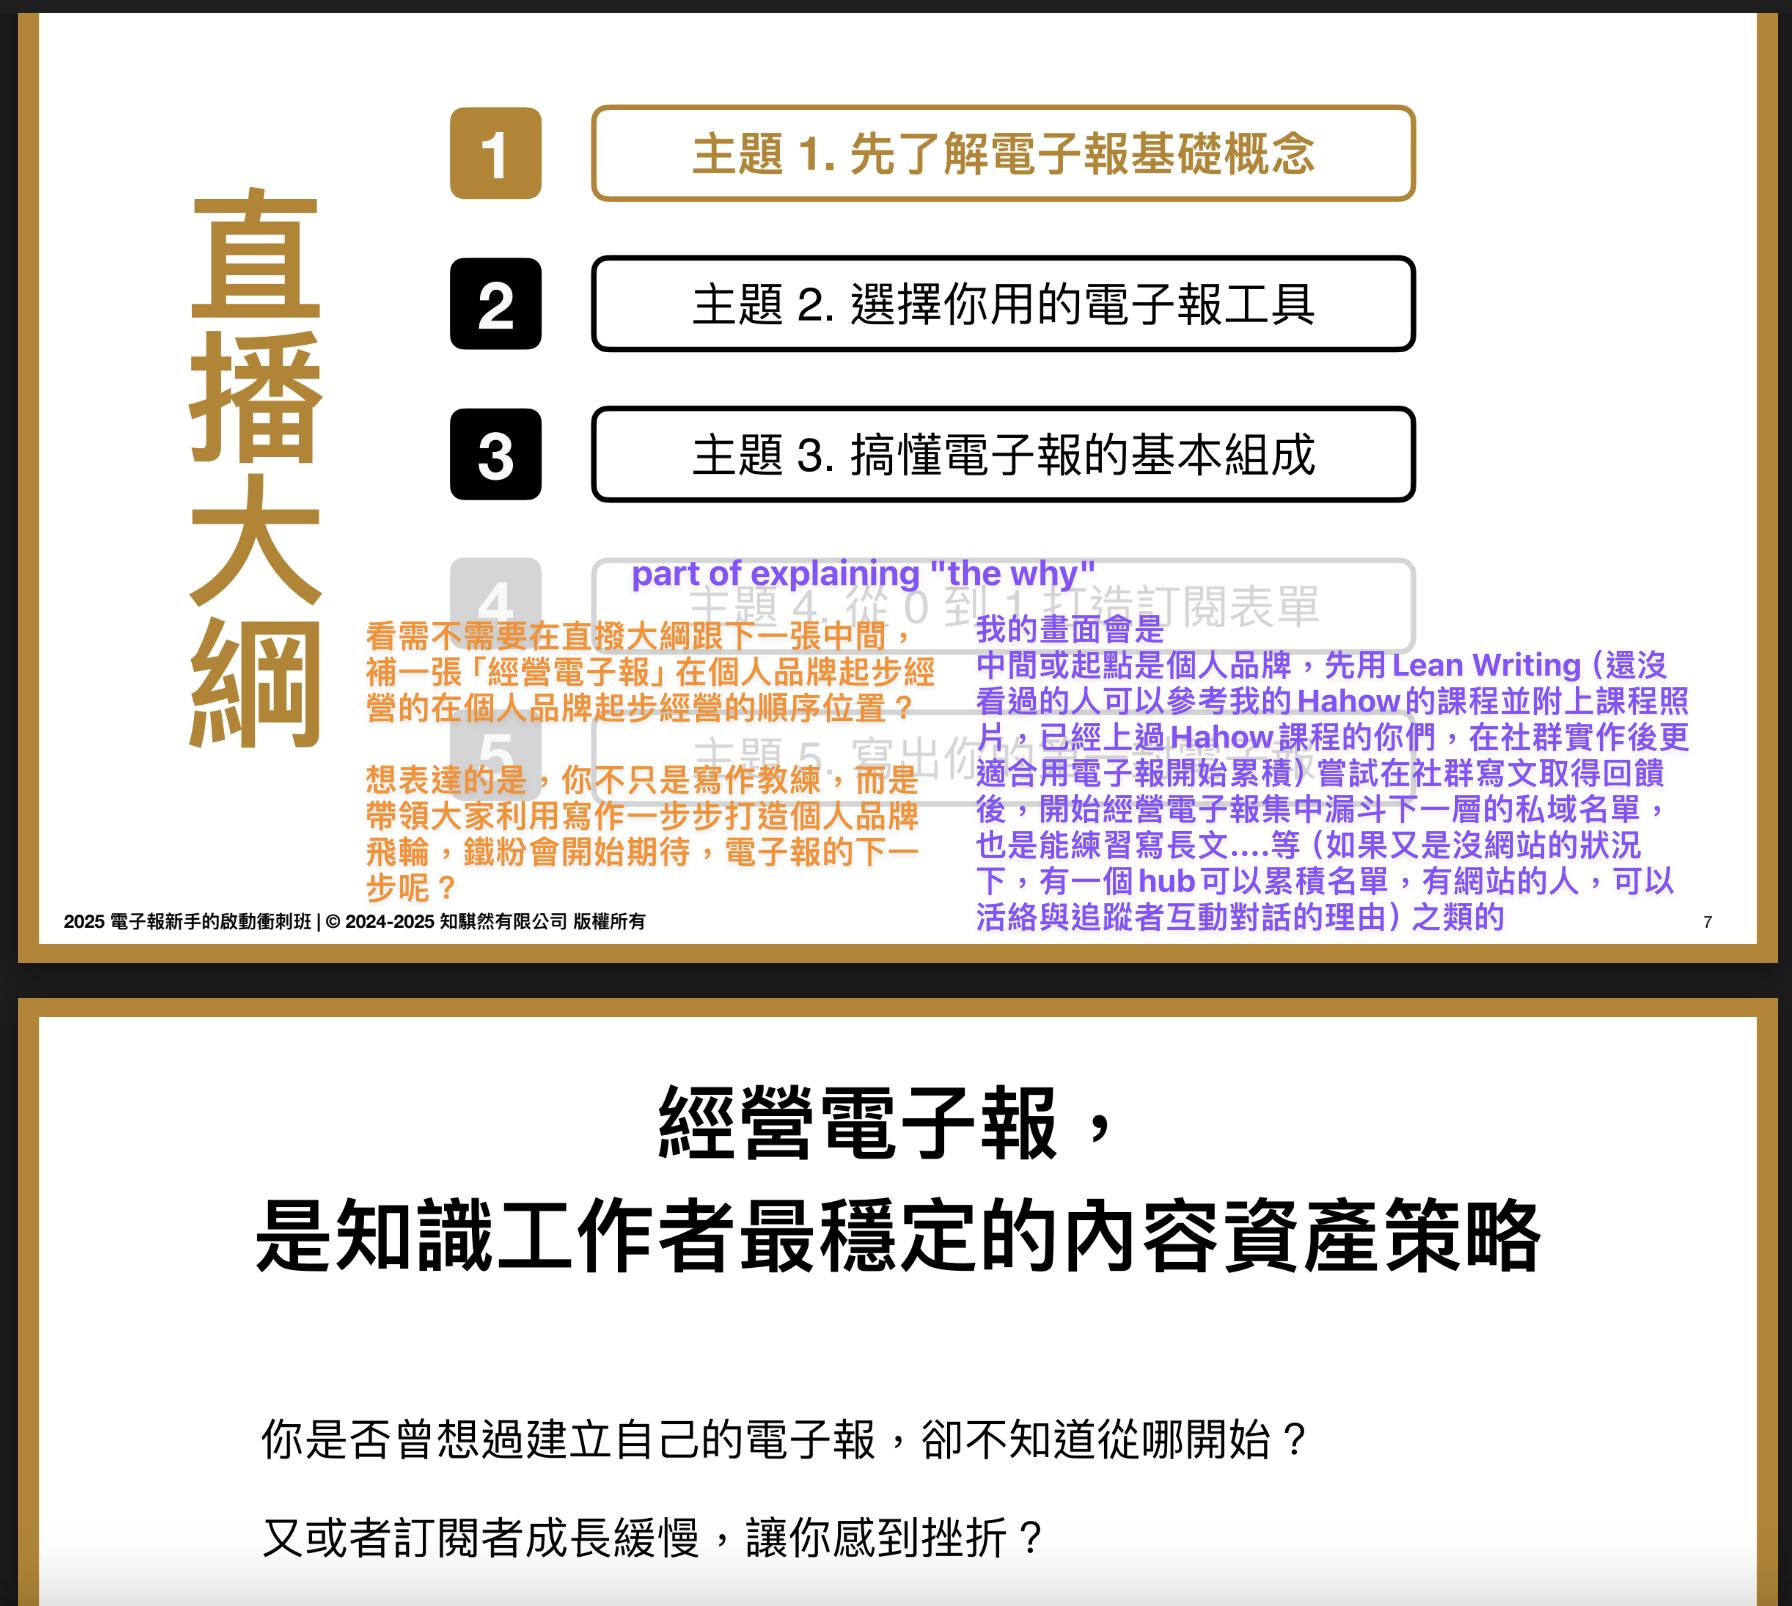 直播大綱
1
主題 1. 先了解電子報基礎概念
2
主題 2. 選擇你用的電子報工具
3
主題 3. 搞懂電子報的基本組成
4
主題 4. 從 0 到 1 打造訂閱表單
5
主題 5. 寫出你的第一封電子報
part of explaining "the why"
看需不需要在直撥大綱跟下一張中間，
補一張「經營電子報」在個人品牌起步經
營的在個人品牌起步經營的順序位置？
想表達的是，你不只是寫作教練，而是
帶領大家利用寫作一步步打造個人品牌
飛輪，鐵粉會開始期待，電子報的下一
步呢？
我的畫面會是
中間或起點是個人品牌，先用 Lean Writing（還沒
看過的人可以參考我的 Hahow 的課程並附上課程照
片，已經上過 Hahow 課程的你們，在社群實作後更
適合用電子報開始累積）嘗試在社群寫文取得回饋
後，開始經營電子報集中漏斗下一層的私域名單，
也是能練習寫長文....等（如果又是沒網站的狀況
下，有一個 hub 可以累積名單，有網站的人，可以
活絡與追蹤者互動對話的理由）之類的
2025 電子報新手的啟動衝刺班 | © 2024-2025 知騏然有限公司 版權所有
7
經營電子報，
是知識工作者最穩定的內容資產策略
你是否曾想過建立自己的電子報，卻不知道從哪開始？
又或者訂閱者成長緩慢，讓你感到挫折？